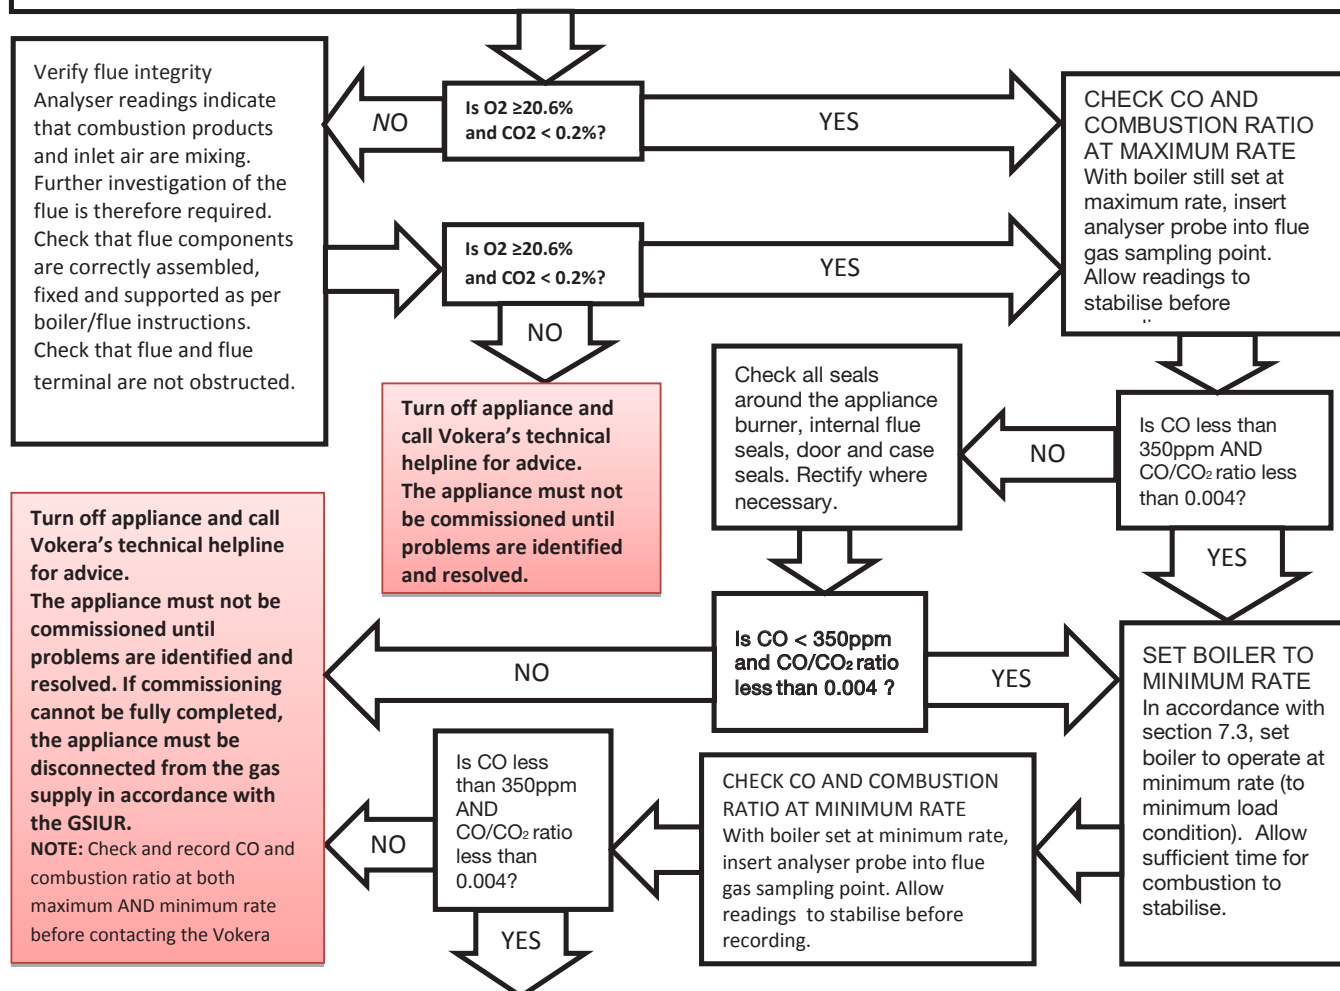 Verify flue integrity
Analyser readings indicate
that combustion products
and inlet air are mixing.
Further investigation of the
flue is therefore required.
Check that flue components
are correctly assembled,
fixed and supported as per
boiler/flue instructions.
Check that flue and flue
terminal are not obstructed.
NO
Is O2 ≥20.6%
and CO2 < 0.2%?
YES
CHECK CO AND
COMBUSTION RATIO
AT MAXIMUM RATE
With boiler still set at
maximum rate, insert
analyser probe into flue
gas sampling point.
Allow readings to
stabilise before
Is O2 ≥20.6%
and CO2 < 0.2%?
YES
NO
Turn off appliance and
call Vokera’s technical
helpline for advice.
The appliance must not
be commissioned until
problems are identified
and resolved.
Check all seals
around the appliance
burner, internal flue
seals, door and case
seals. Rectify where
necessary.
NO
Is CO less than
350ppm AND
CO/CO2 ratio less
than 0.004?
YES
Turn off appliance and call
Vokera’s technical helpline
for advice.
The appliance must not be
commissioned until
problems are identified and
resolved. If commissioning
cannot be fully completed,
the appliance must be
disconnected from the gas
supply in accordance with
the GSIUR.
NOTE: Check and record CO and
combustion ratio at both
maximum AND minimum rate
before contacting the Vokera
NO
Is CO < 350ppm
and CO/CO2 ratio
less than 0.004 ?
YES
SET BOILER TO
MINIMUM RATE
In accordance with
section 7.3, set
boiler to operate at
minimum rate (to
minimum load
condition). Allow
sufficient time for
combustion to
stabilise.
CHECK CO AND COMBUSTION
RATIO AT MINIMUM RATE
With boiler set at minimum rate,
insert analyser probe into flue
gas sampling point. Allow
readings to stabilise before
recording.
Is CO less
than 350ppm
AND
CO/CO2 ratio
less than
0.004?
NO
YES